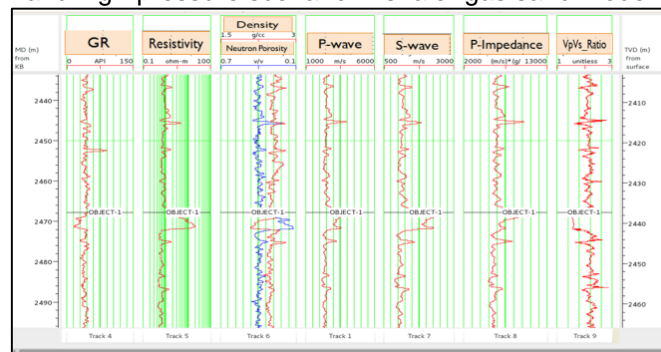 GR
Resistivity
Density
1.5 g/cc 3
Neutron Porosity
0.7 v/v 0.1
P-wave
S-wave
P-Impedance
VpVs_Ratio
MD (m)
from
KB
0 API 150
0.1 ohm-m 100
1000 m/s 6000
500 m/s 3000
2000 (m/s)*(g/ 13000
1 unitless 3
TVD (m)
from
surface
2440
2450
2460
2470
2480
2490
OBJECT-1
OBJECT-1
OBJECT-1
OBJECT-1
OBJECT-1
OBJECT-1
OBJECT-1
2410
2420
2430
2440
2450
2460
Track 4
Track 5
Track 6
Track 1
Track 7
Track 8
Track 9